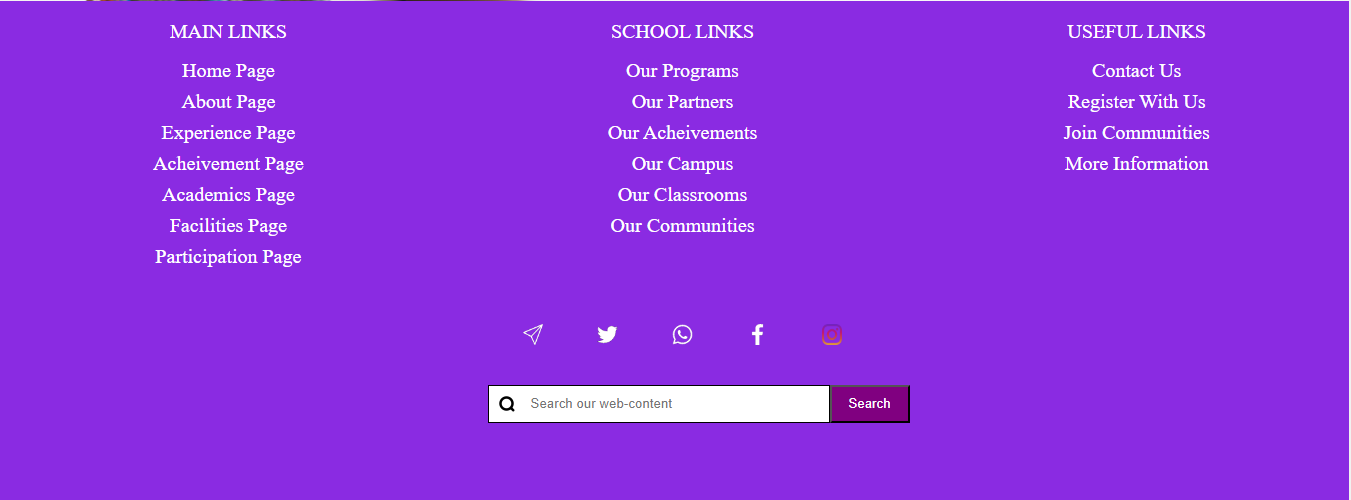 MAIN LINKS
Home Page
About Page
Experience Page
Acheivement Page
Academics Page
Facilities Page
Participation Page
SCHOOL LINKS
Our Programs
Our Partners
Our Acheivements
Our Campus
Our Classrooms
Our Communities
USEFUL LINKS
Contact Us
Register With Us
Join Communities
More Information
Search our web-content
Search